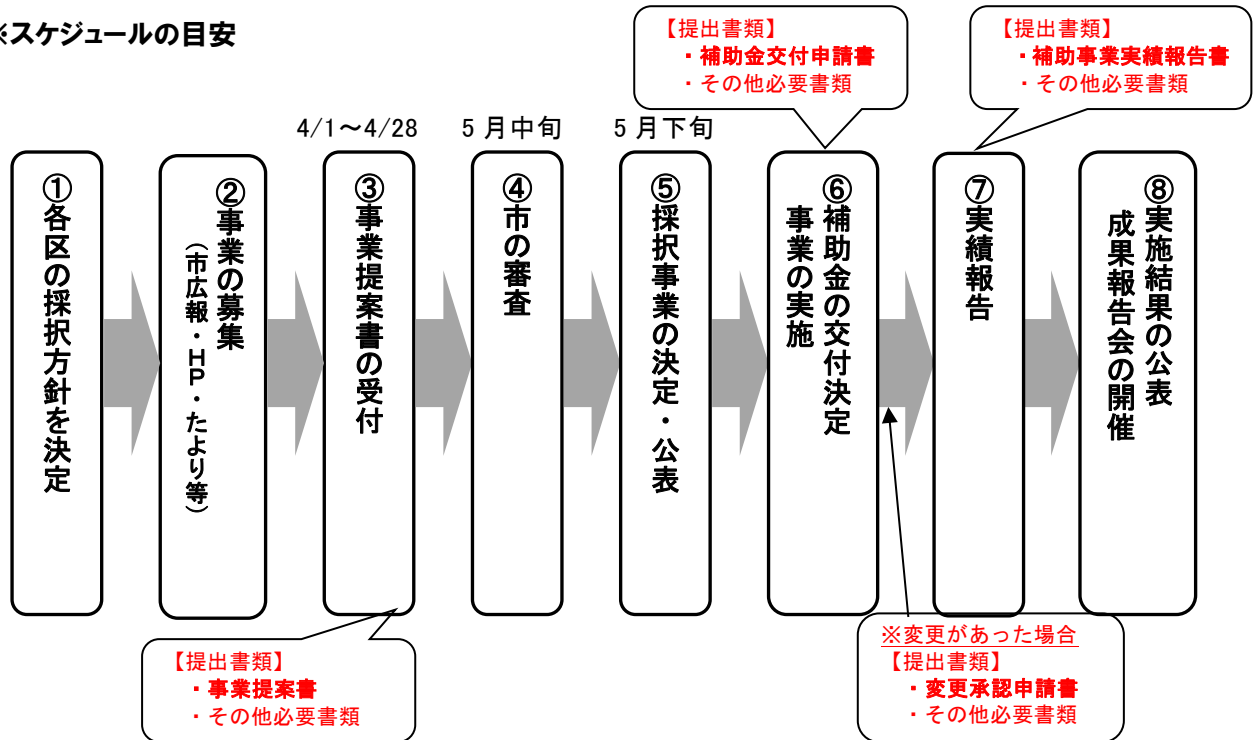 ※スケジュールの目安
【提出書類】
・補助金交付申請書
・その他必要書類
【提出書類】
・補助事業実績報告書
・その他必要書類
4/1～4/28
5月中旬
5月下旬
①各区の採択方針を決定
②事業の募集
（市広報・HP・たより等）
③事業提案書の受付
④市の審査
⑤採択事業の決定・公表
⑥補助金の交付決定
事業の実施
⑦実績報告
⑧実施結果の公表
成果報告会の開催
【提出書類】
・事業提案書
・その他必要書類
※変更があった場合
【提出書類】
・変更承認申請書
・その他必要書類